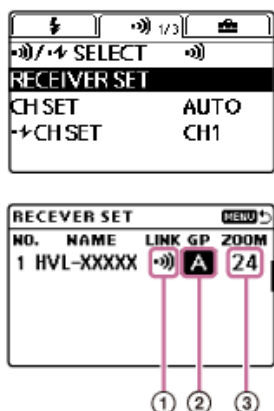 1/3
SELECT
RECEIVER SET
CH SET AUTO
CH SET CH1
RECEVER SET MENU
NO. NAME LINK GP ZOOM
1 HVL-XXXXX A 24
① ② ③